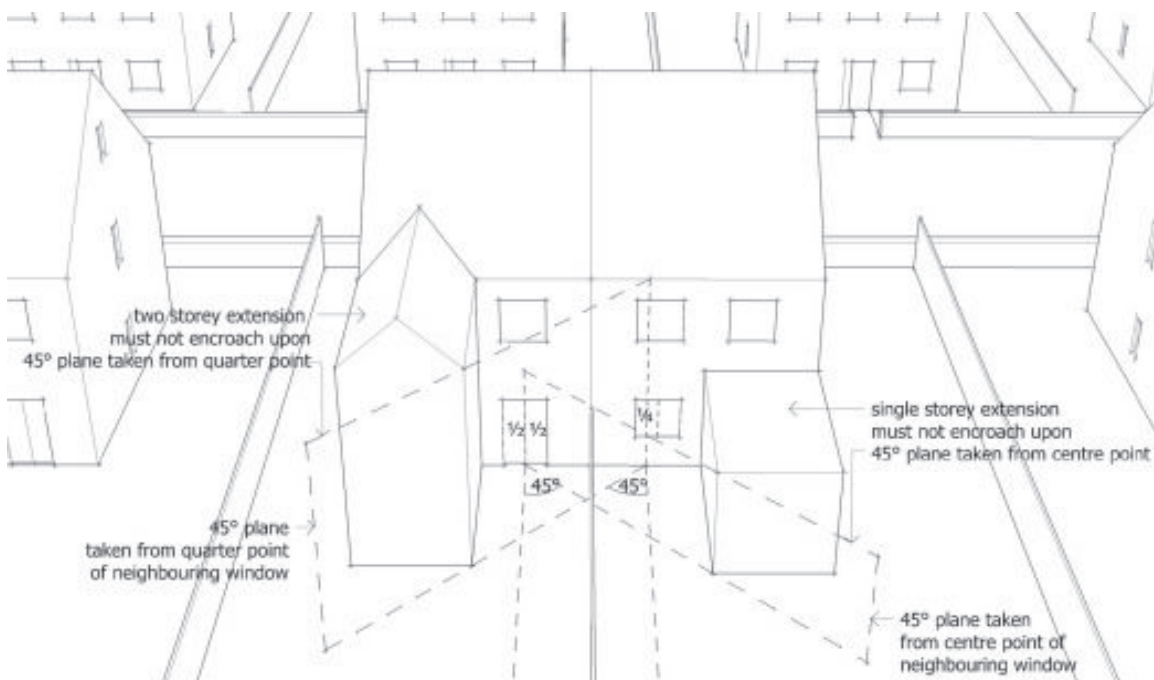 two storey extension
must not encroach upon
45° plane taken from quarter point
½ ½
¼
single storey extension
must not encroach upon
45° plane taken from centre point
45°
45°
45° plane
taken from quarter point
of neighbouring window
45° plane taken
from centre point of
neighbouring window